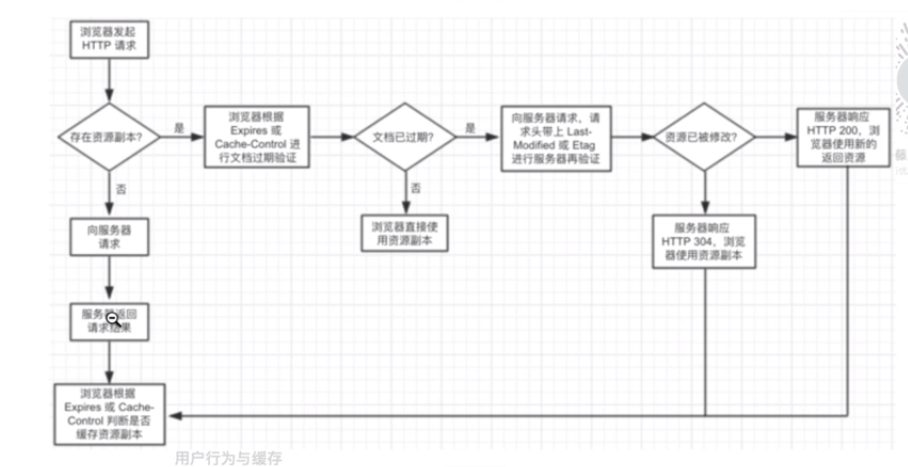 浏览器发起
HTTP 请求
存在资源副本?
是
浏览器根据
Expires 或
Cache-Control 进
行文档过期验证
文档已过期?
是
向服务器请求，请
求头带上 Last-
Modified 或 Etag
进行服务器再验证
资源已被修改?
服务器响应
HTTP 200，浏
览器使用新的
返回资源
否
否
向服务器
请求
浏览器直接使
用资源副本
服务器响应
HTTP 304，浏览
器使用资源副本
服务器返回
请求结果
浏览器根据
Expires 或 Cache-
Control 判断是否
缓存资源副本
用户行为与缓存